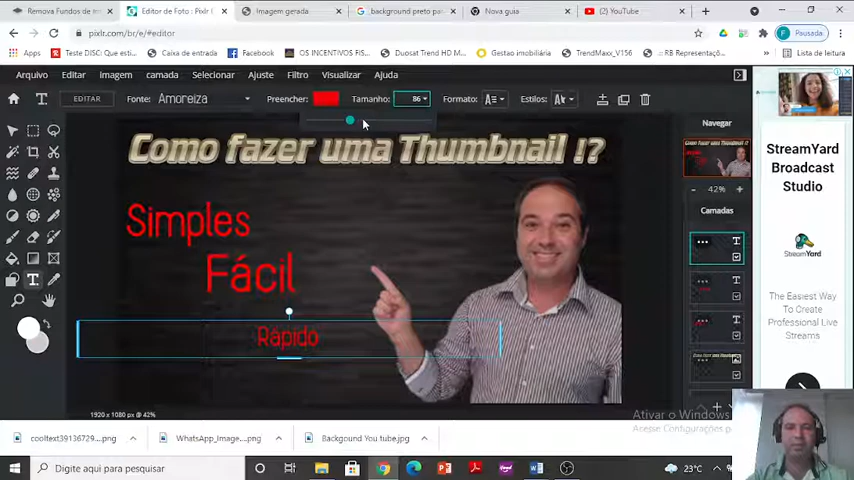 Remova Fundos de Im
Editor de Foto : Pixlr E
Imagem gerada
background preto pa
Nova guia
(2) YouTube
pixlr.com/br/e/#editor
Pausada
Apps
Teste DISC: Que esti...
Caixa de entrada
Facebook
OS INCENTIVOS FIS...
Duosat Trend HD M...
Gestao imobiliária
TrendMaxx_V156
.:: RB Representaçõ...
Lista de leitura
Arquivo
Editar
Imagem
camada
Selecionar
Ajuste
Filtro
Visualizar
Ajuda
EDITAR
Fonte:
Amoreiza
Preencher:
Tamanho:
86
Formato:
Estilos:
Navegar
Como fazer uma Thumbnail !?
Simples
Fácil
Rápido
42%
Camadas
StreamYard
Broadcast
Studio
StreamYard
The Easiest Way
To Create
Professional Live
Streams.
1920 x 1080 px @ 42%
Ativar o Windows
Acesse Configurações p
cooltext39136729....png
WhatsApp_Image....png
Backgound You tube.jpg
Digite aqui para pesquisar
23°C